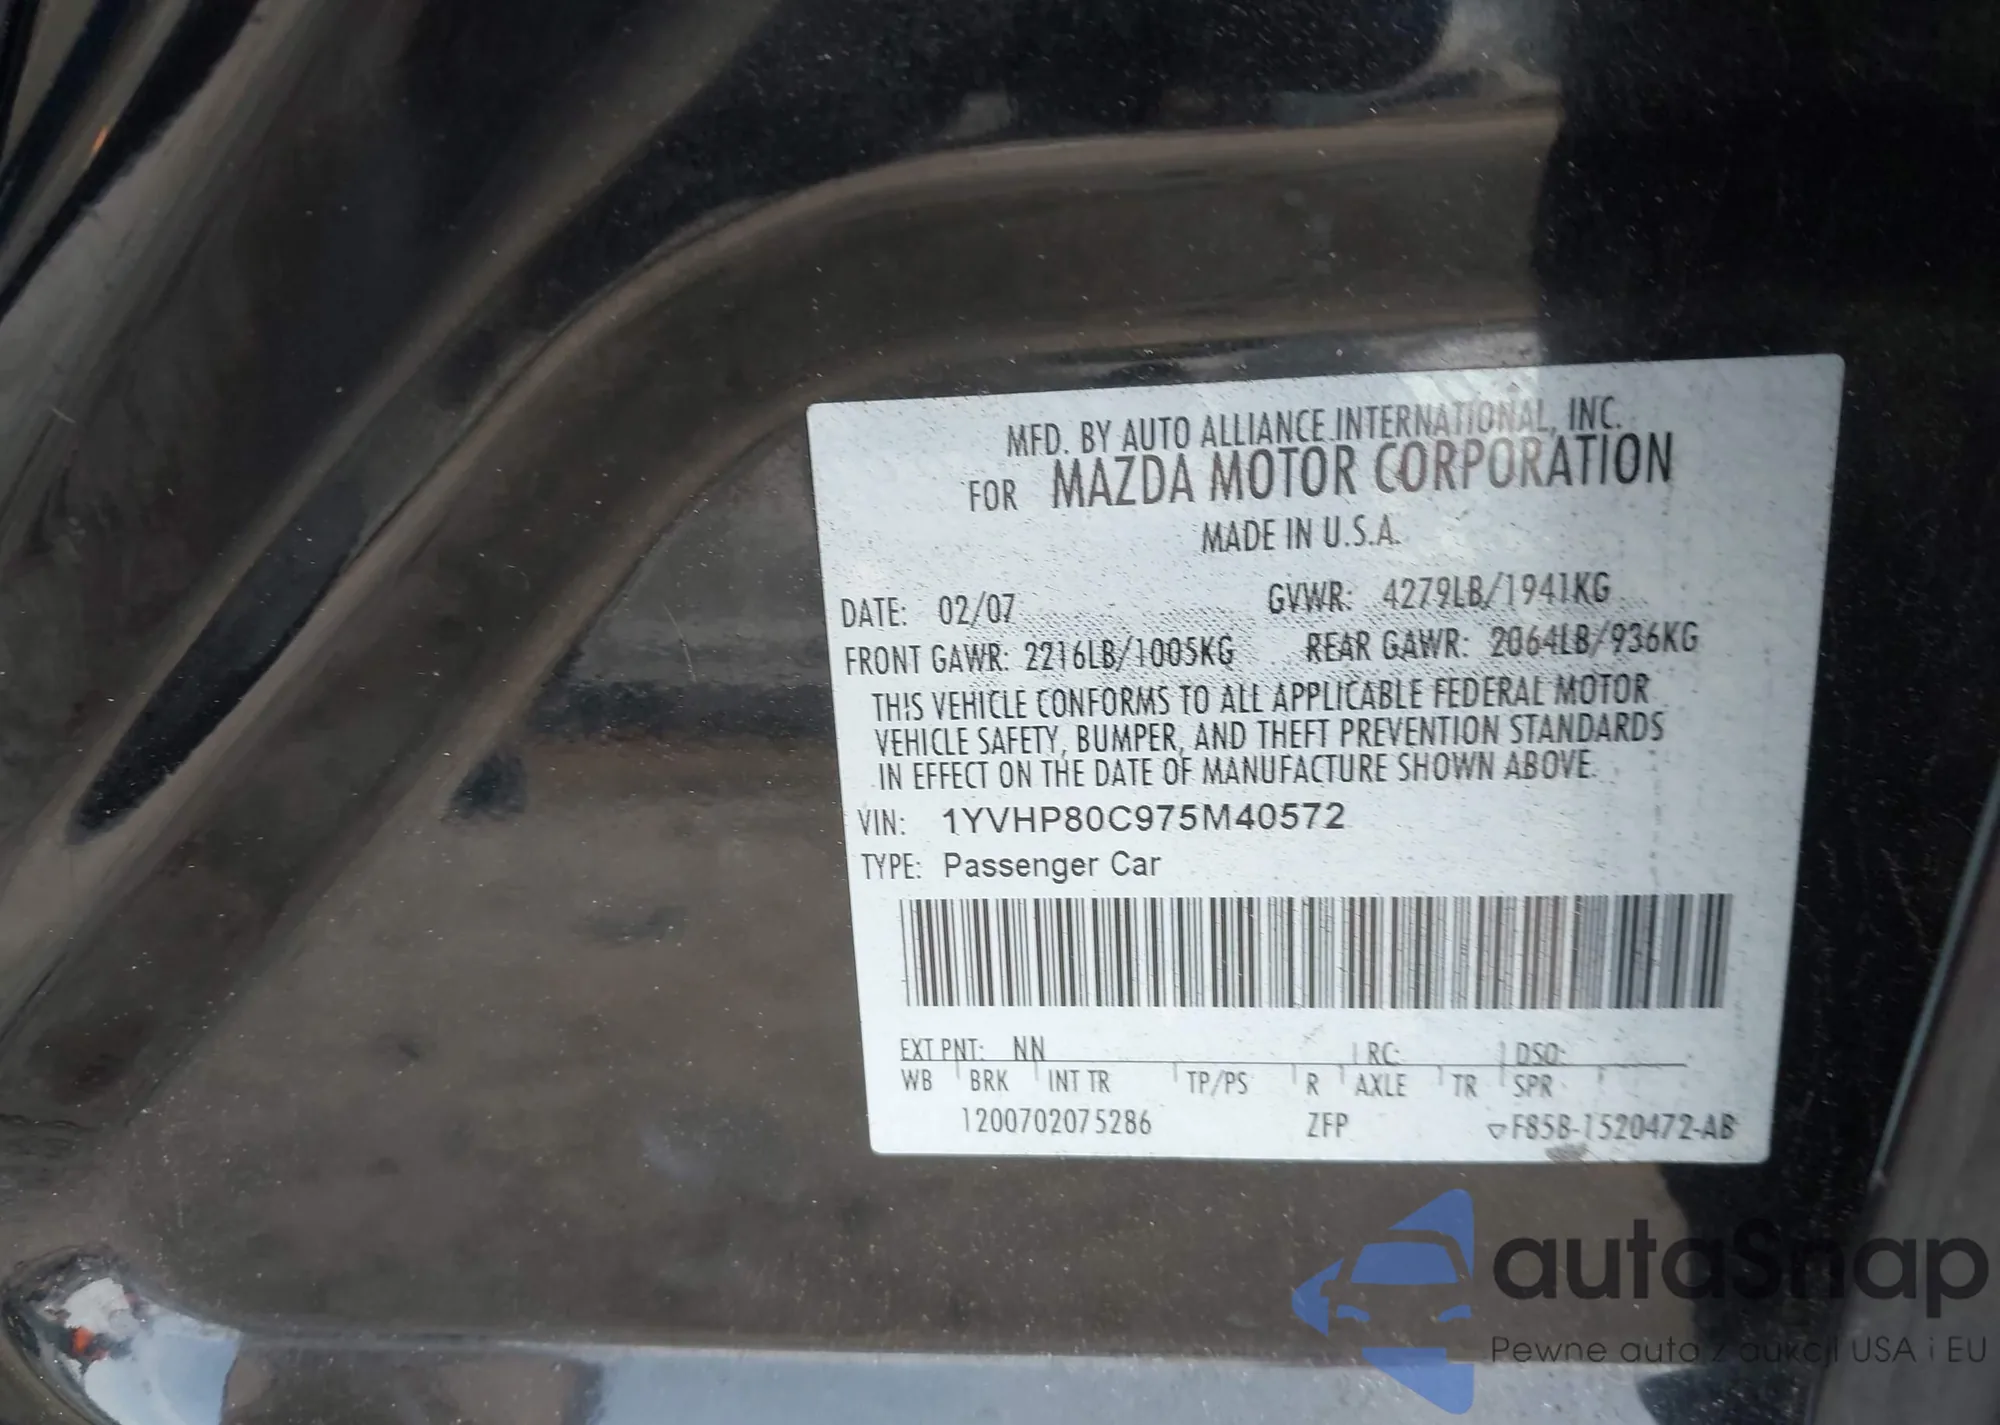 MFD. BY AUTO ALLIANCE INTERNATIONAL, INC.
FOR MAZDA MOTOR CORPORATION
MADE IN U.S.A.
DATE: 02/07 GVWR: 4279LB/1941KG
FRONT GAWR: 2216LB/1005KG REAR GAWR: 2064LB/936KG
THIS VEHICLE CONFORMS TO ALL APPLICABLE FEDERAL MOTOR
VEHICLE SAFETY, BUMPER, AND THEFT PREVENTION STANDARDS
IN EFFECT ON THE DATE OF MANUFACTURE SHOWN ABOVE.
VIN: 1YVHP80C975M40572
TYPE: Passenger Car
EXT PNT: NN RC: DSO:
WB BRK INT TR TP/PS R AXLE TR SPR
1200702075286 ZFP F85B-1520472-AB
autaSnap
Pewne auto z aukcji USA i EU